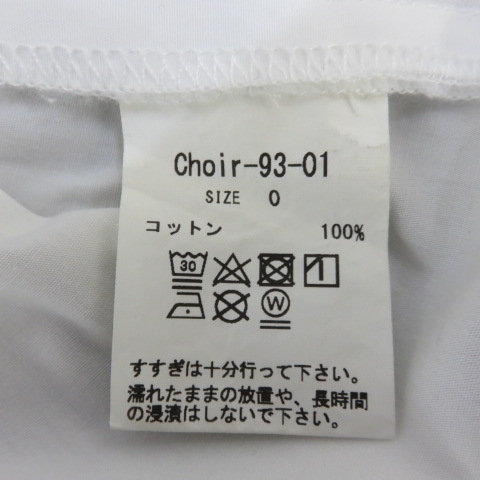 Choir-93-01
SIZE 0
コットン 100%
30
W
すすぎは十分行って下さい。
濡れたままの放置や、長時間
の浸漬はしないで下さい。